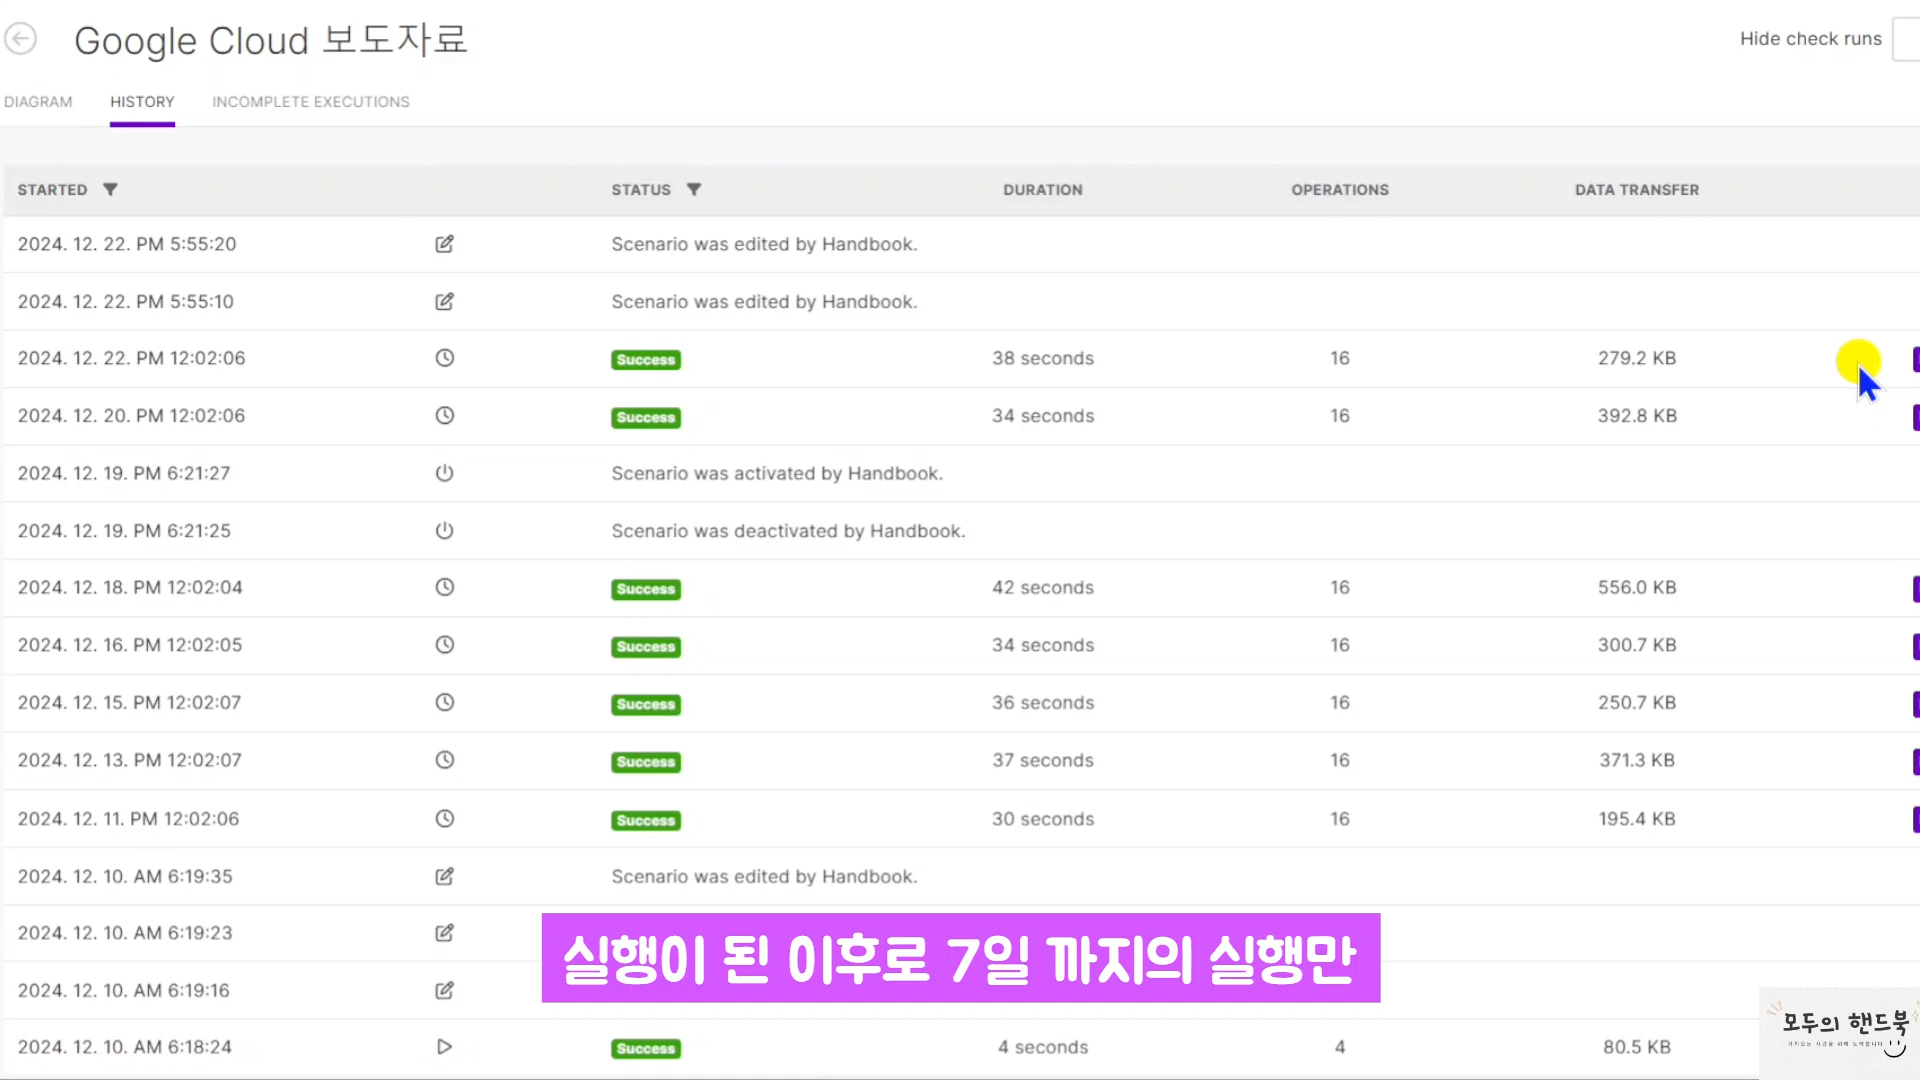 Google Cloud 보도자료
Hide check runs
DIAGRAM HISTORY INCOMPLETE EXECUTIONS
STARTED STATUS DURATION OPERATIONS DATA TRANSFER
2024. 12. 22. PM 5:55:20 Scenario was edited by Handbook.
2024. 12. 22. PM 5:55:10 Scenario was edited by Handbook.
2024. 12. 22. PM 12:02:06 Success 38 seconds 16 279.2 KB
2024. 12. 20. PM 12:02:06 Success 34 seconds 16 392.8 KB
2024. 12. 19. PM 6:21:27 Scenario was activated by Handbook.
2024. 12. 19. PM 6:21:25 Scenario was deactivated by Handbook.
2024. 12. 18. PM 12:02:04 Success 42 seconds 16 556.0 KB
2024. 12. 16. PM 12:02:05 Success 34 seconds 16 300.7 KB
2024. 12. 15. PM 12:02:07 Success 36 seconds 16 250.7 KB
2024. 12. 13. PM 12:02:07 Success 37 seconds 16 371.3 KB
2024. 12. 11. PM 12:02:06 Success 30 seconds 16 195.4 KB
2024. 12. 10. AM 6:19:35 Scenario was edited by Handbook.
2024. 12. 10. AM 6:19:23
실행이 된 이후로 7일 까지의 실행만
2024. 12. 10. AM 6:19:16
모두의 핸드북
2024. 12. 10. AM 6:18:24 Success 4 seconds 4 80.5 KB